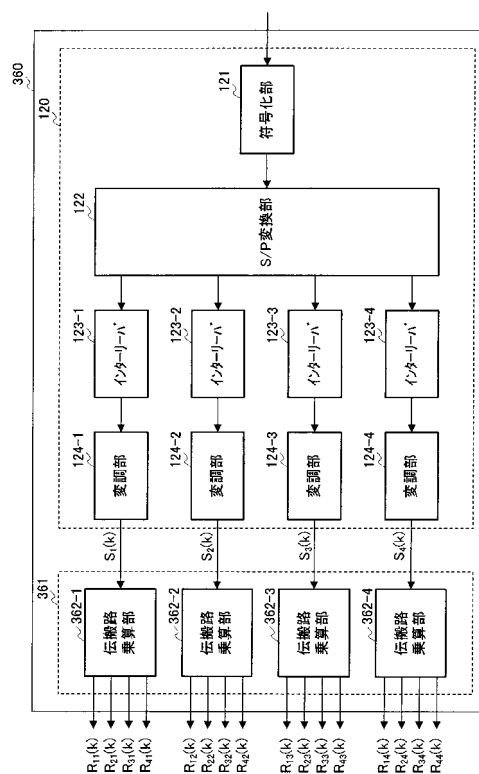 360
120
121
符号化部
122
S/P変換部
123-1
インターリーバ
123-2
インターリーバ
123-3
インターリーバ
123-4
インターリーバ
124-1
変調部
124-2
変調部
124-3
変調部
124-4
変調部
S1(k)
S2(k)
S3(k)
S4(k)
361
362-1
伝搬路
乗算部
362-2
伝搬路
乗算部
362-3
伝搬路
乗算部
362-4
伝搬路
乗算部
R11(k)
R21(k)
R31(k)
R41(k)
R12(k)
R22(k)
R32(k)
R42(k)
R13(k)
R23(k)
R33(k)
R43(k)
R14(k)
R24(k)
R34(k)
R44(k)